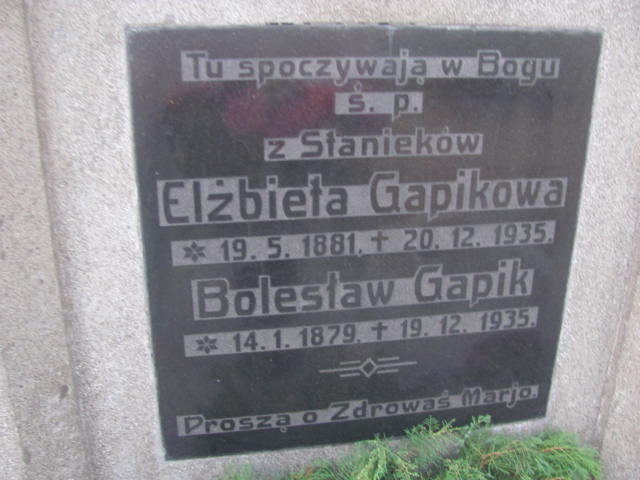 Tu spoczywają w Bogu
ś. p.
z Stanieków
Elżbieta Gapikowa
* 19. 5. 1881. + 20. 12. 1935.
Bolesław Gapik
* 14. 1. 1879. + 19. 12. 1935.
Proszą o Zdrowaś Marjo.